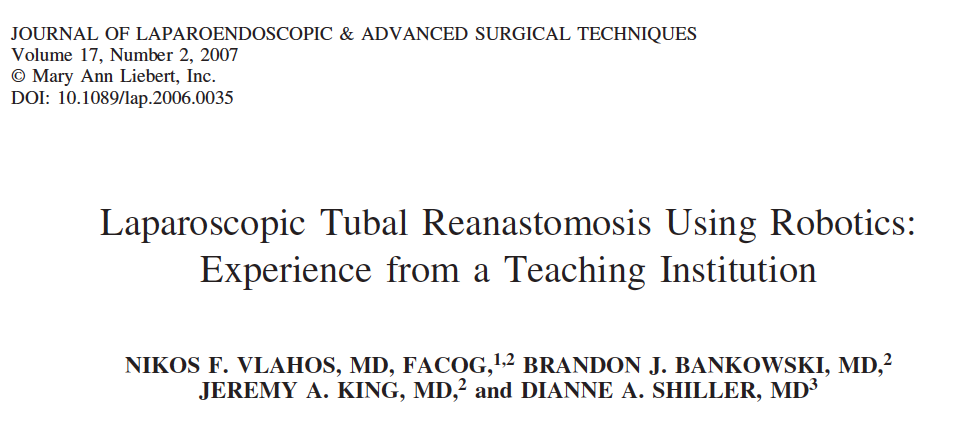 JOURNAL OF LAPAROENDOSCOPIC & ADVANCED SURGICAL TECHNIQUES
Volume 17, Number 2, 2007
© Mary Ann Liebert, Inc.
DOI: 10.1089/lap.2006.0035
Laparoscopic Tubal Reanastomosis Using Robotics:
Experience from a Teaching Institution
NIKOS F. VLAHOS, MD, FACOG,1,2 BRANDON J. BANKOWSKI, MD,2
JEREMY A. KING, MD,2 and DIANNE A. SHILLER, MD3